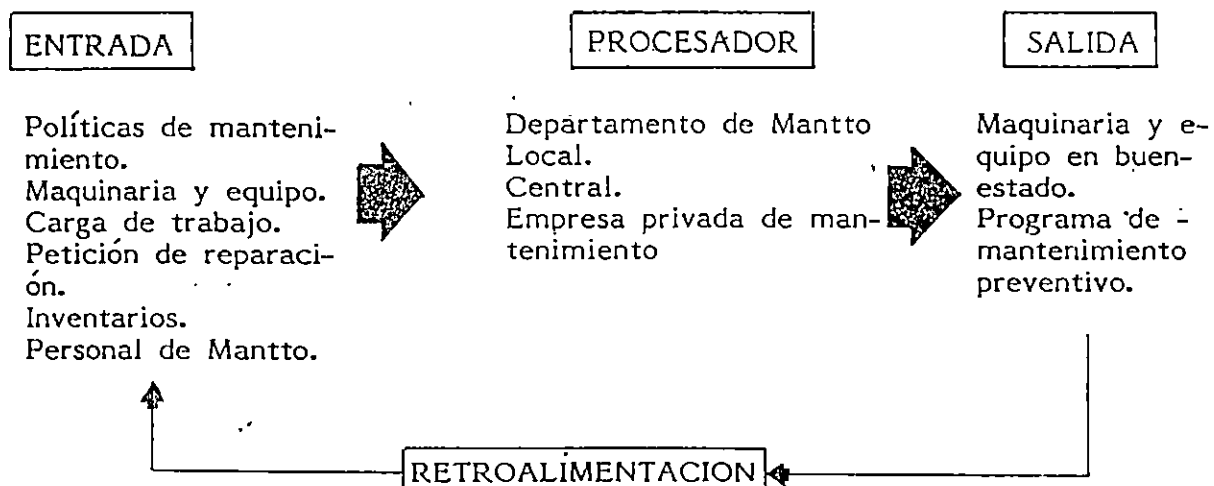 ENTRADA
Políticas de manteni-
miento.
Maquinaria y equipo.
Carga de trabajo.
Petición de reparaci-
ón.
Inventarios.
Personal de Mantto.
PROCESADOR
Departamento de Mantto
Local.
Central.
Empresa privada de man-
tenimiento
SALIDA
Maquinaria y e-
quipo en buen-
estado.
Programa de -
mantenimiento
preventivo.
RETROALIMENTACION